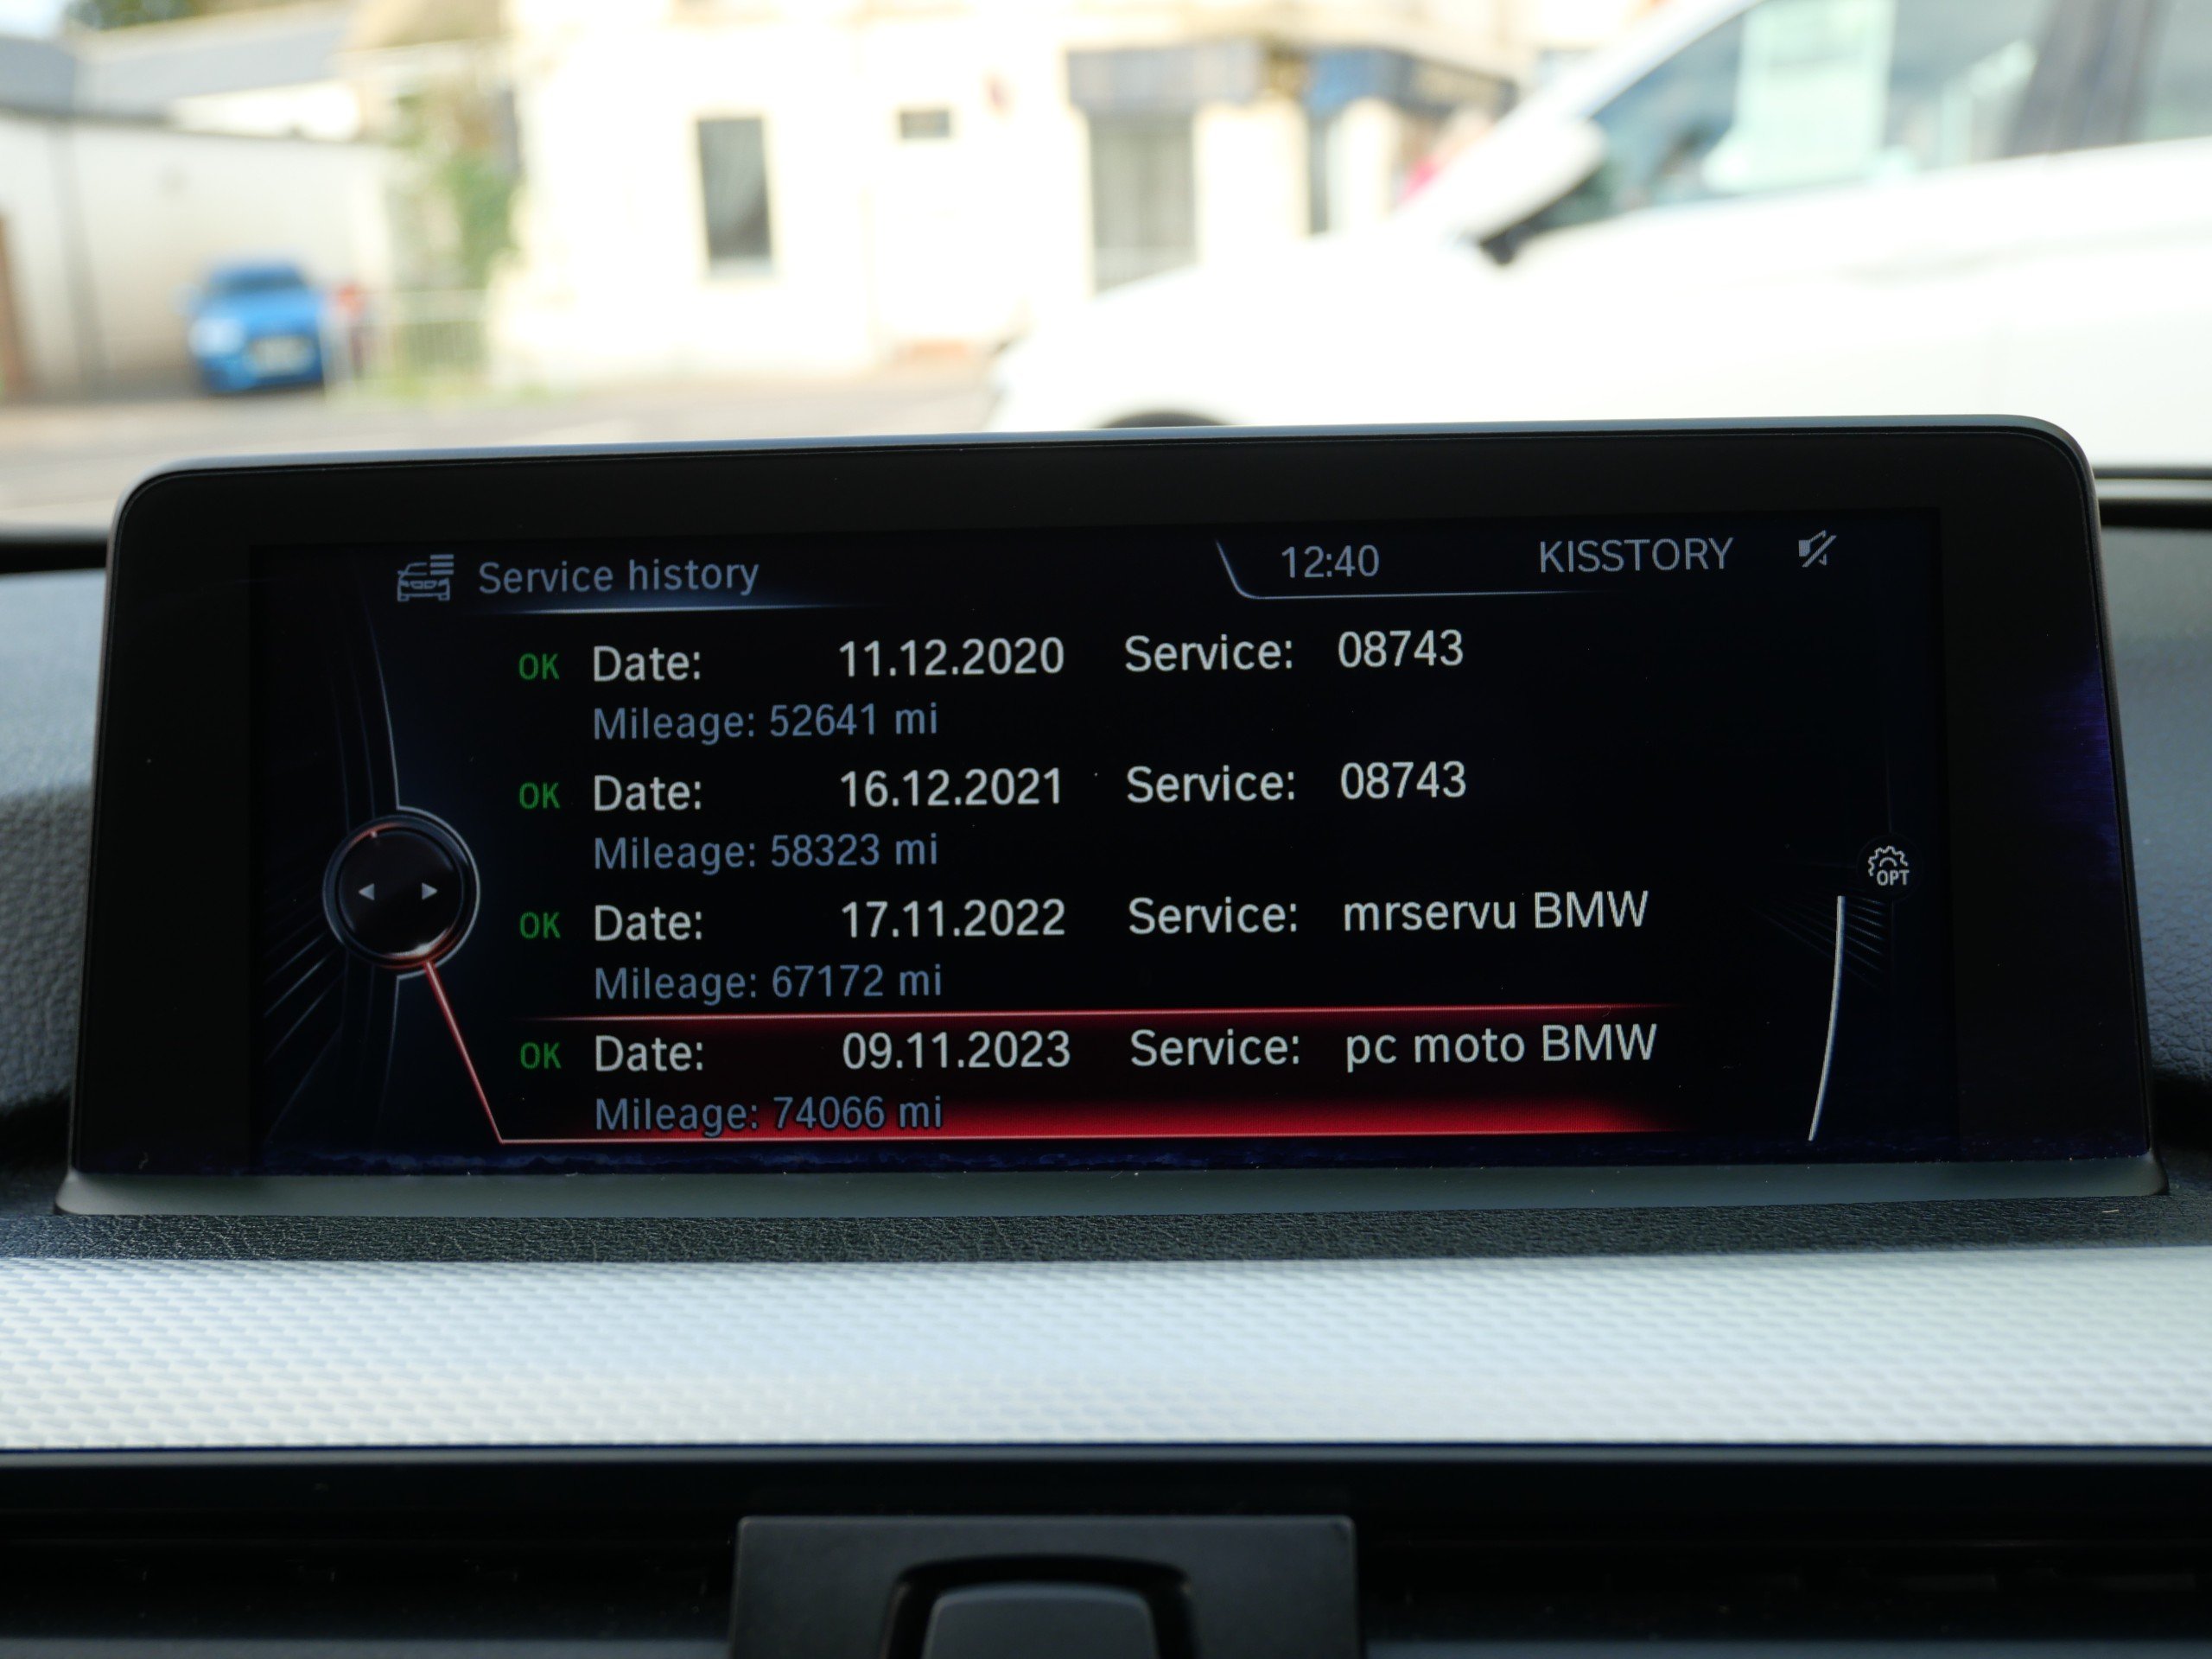 Service history
12:40 KISSTORY
OK Date: 11.12.2020 Service: 08743
Mileage: 52641 mi
OK Date: 16.12.2021 Service: 08743
Mileage: 58323 mi
OK Date: 17.11.2022 Service: mrservu BMW
Mileage: 67172 mi
OK Date: 09.11.2023 Service: pc moto BMW
Mileage: 74066 mi
OPT